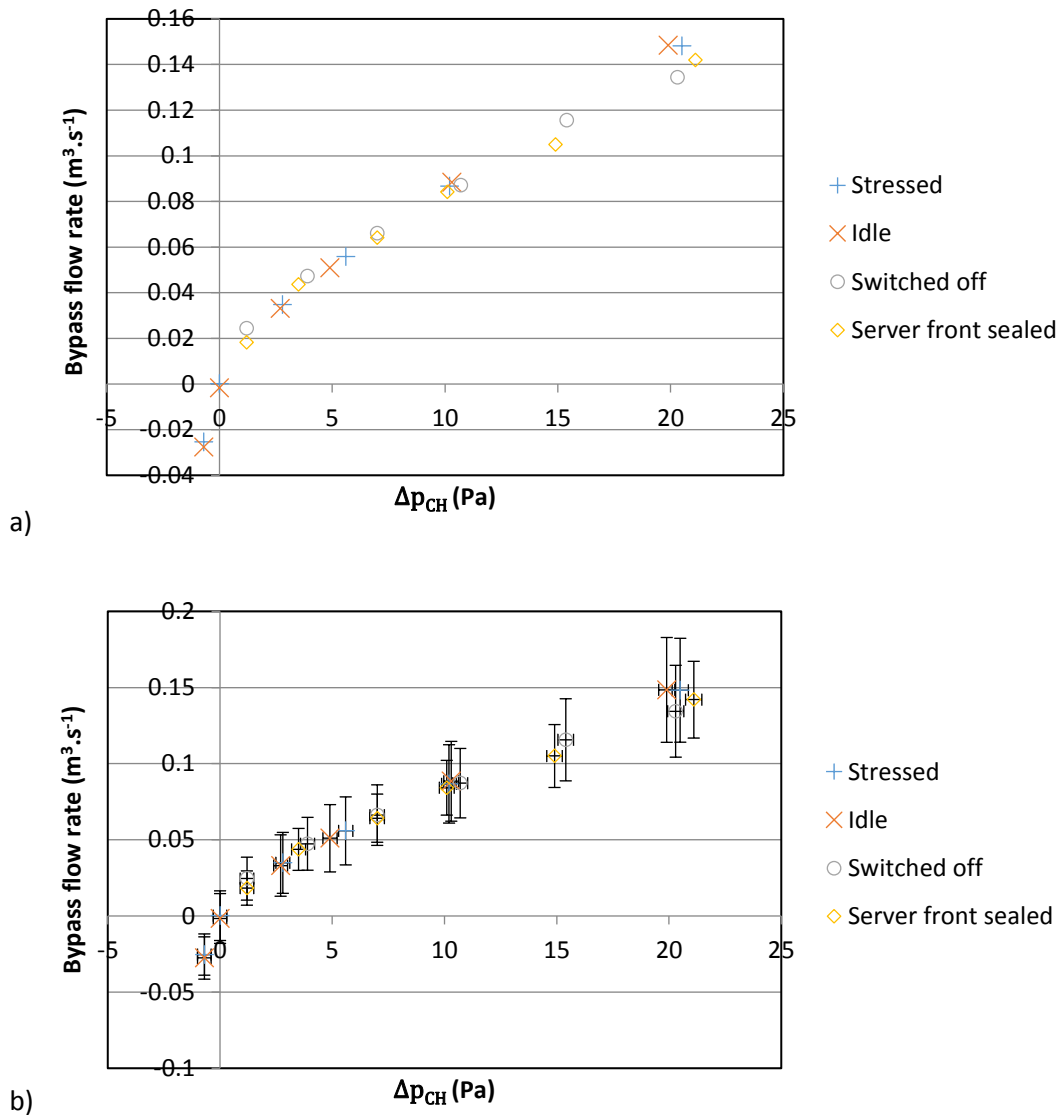 0.16
0.14
0.12
0.1
0.08
0.06
0.04
0.02
0
-0.02
-0.04
-5 0 5 10 15 20 25
Bypass flow rate (m³.s⁻¹)
Δp_CH (Pa)
Stressed
Idle
Switched off
Server front sealed
a)
0.2
0.15
0.1
0.05
0
-0.05
-0.1
-5 0 5 10 15 20 25
Bypass flow rate (m³.s⁻¹)
Δp_CH (Pa)
Stressed
Idle
Switched off
Server front sealed
b)